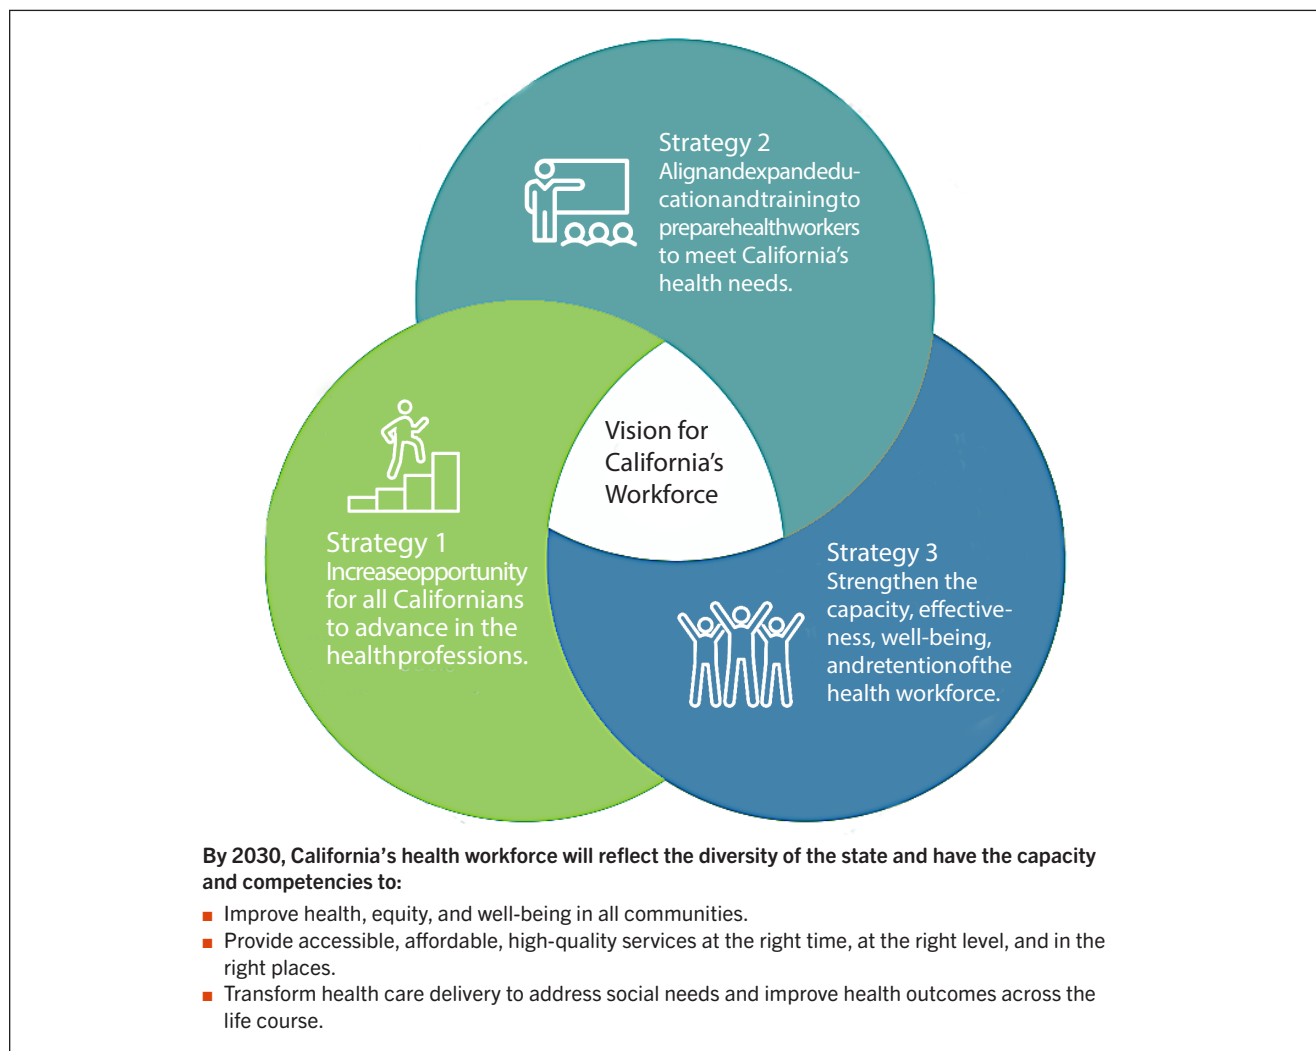 Strategy 2
Alignandexpandedu-
cationandtrainingto
preparehealthworkers
to meet California’s
health needs.
Vision for
California’s
Workforce
Strategy 1
Increaseopportunity
for all Californians
to advance in the
healthprofessions.
Strategy 3
Strengthen the
capacity, effective-
ness, well-being,
andretentionofthe
health workforce.
By 2030, California’s health workforce will reflect the diversity of the state and have the capacity
and competencies to:
■ Improve health, equity, and well-being in all communities.
■ Provide accessible, affordable, high-quality services at the right time, at the right level, and in the
right places.
■ Transform health care delivery to address social needs and improve health outcomes across the
life course.